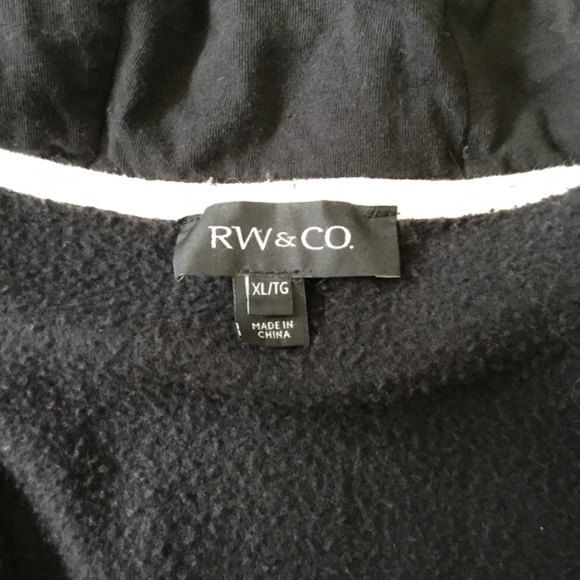 RW & CO.
XL/TG
MADE IN
CHINA